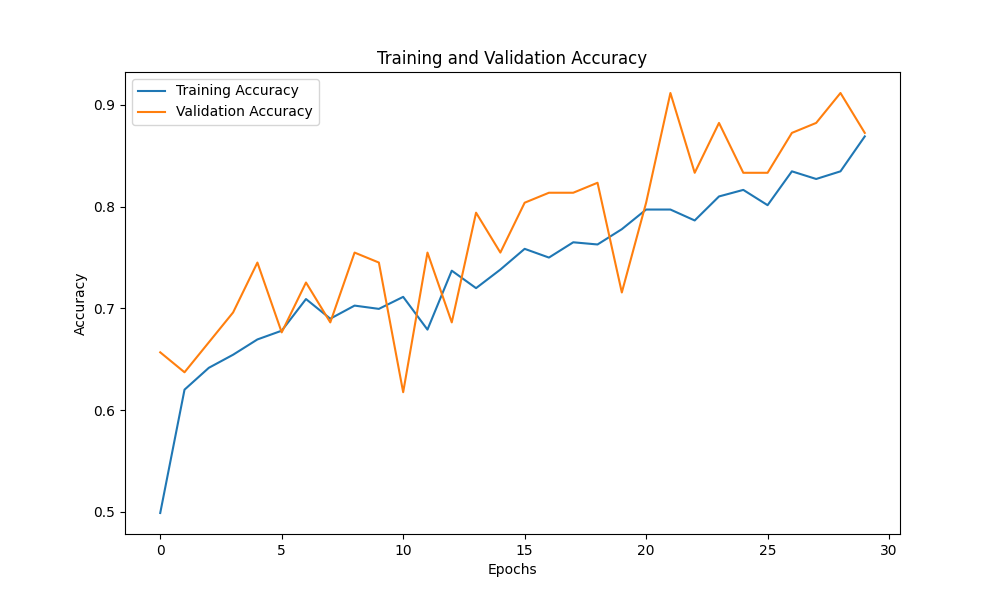 Training and Validation Accuracy
Training Accuracy
Validation Accuracy
0.9
0.8
0.7
0.6
0.5
Accuracy
0 5 10 15 20 25 30
Epochs